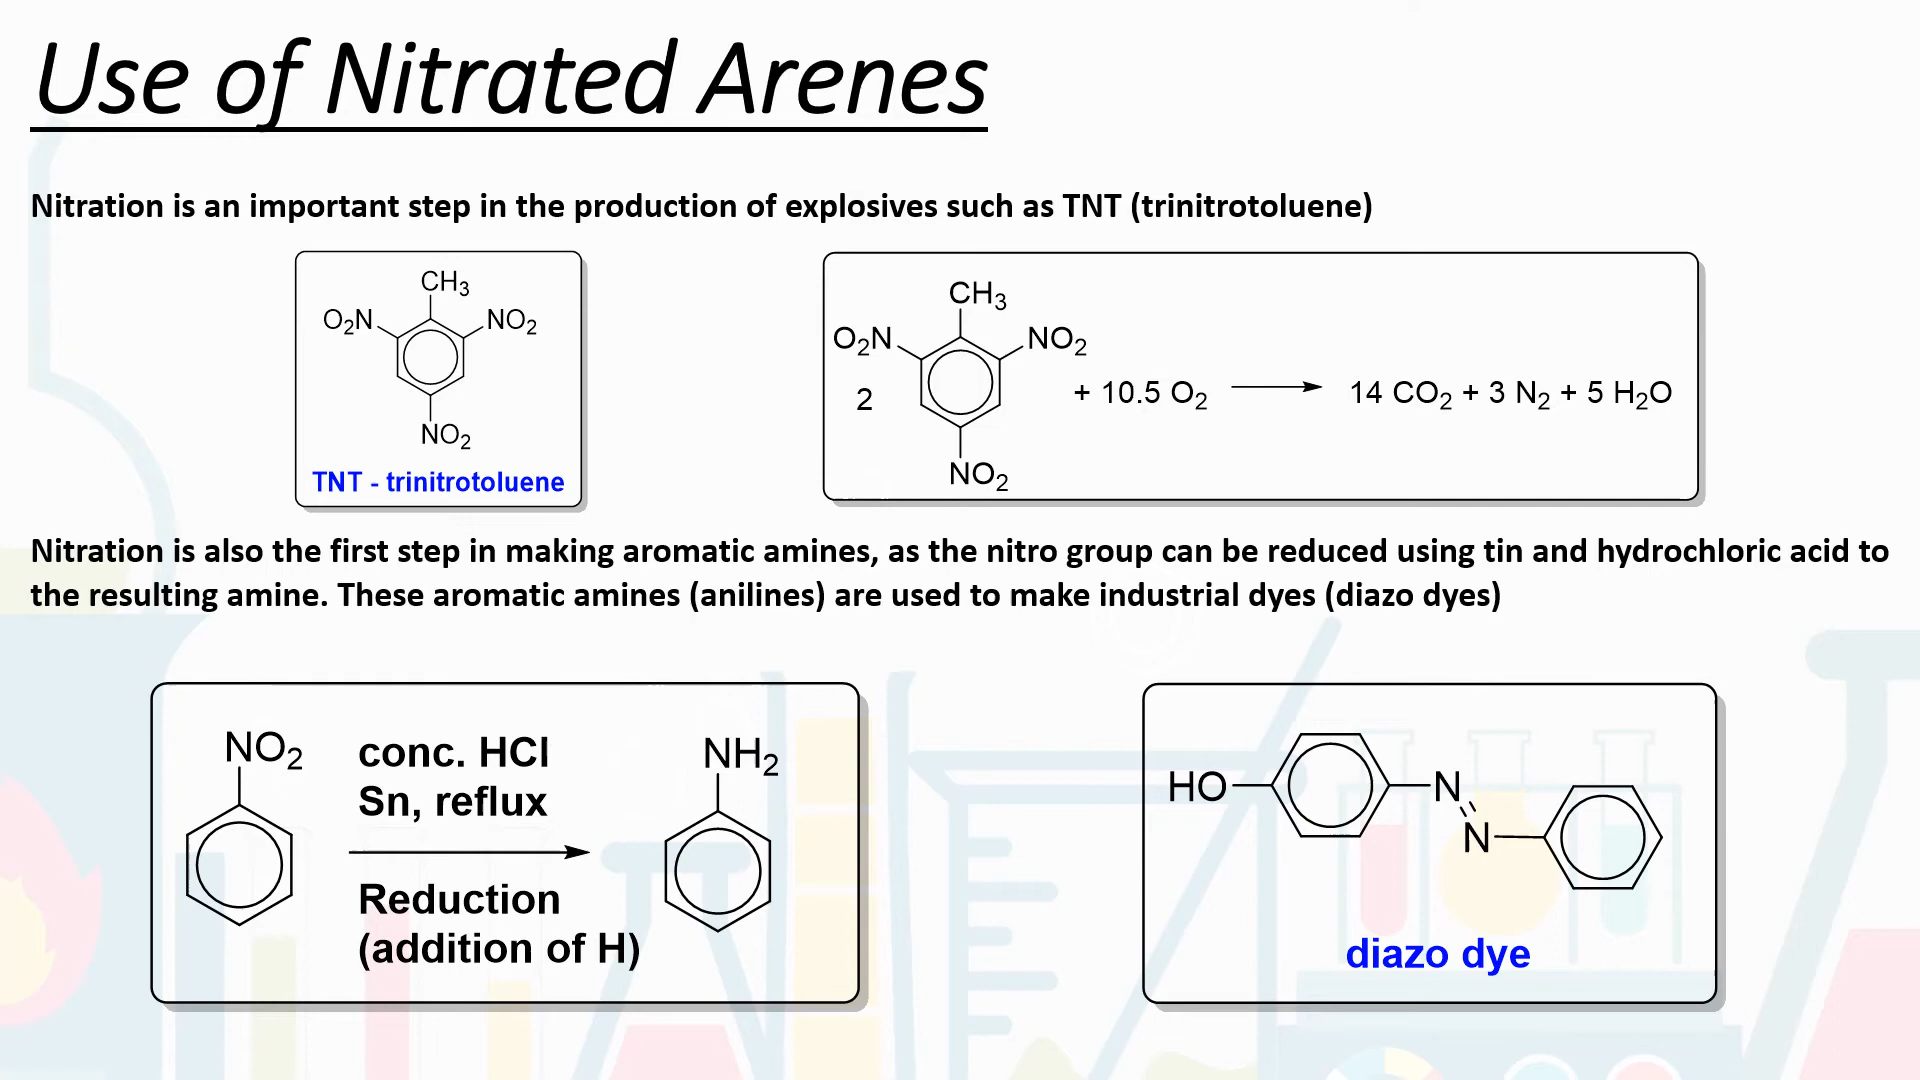 Use of Nitrated Arenes
Nitration is an important step in the production of explosives such as TNT (trinitrotoluene)
CH3
O2N
NO2
NO2
TNT - trinitrotoluene
CH3
O2N
NO2
2
+ 10.5 O2
14 CO2 + 3 N2 + 5 H2O
NO2
Nitration is also the first step in making aromatic amines, as the nitro group can be reduced using tin and hydrochloric acid to
the resulting amine. These aromatic amines (anilines) are used to make industrial dyes (diazo dyes)
NO2
conc. HCl
Sn, reflux
Reduction
(addition of H)
NH2
HO
N
N
diazo dye